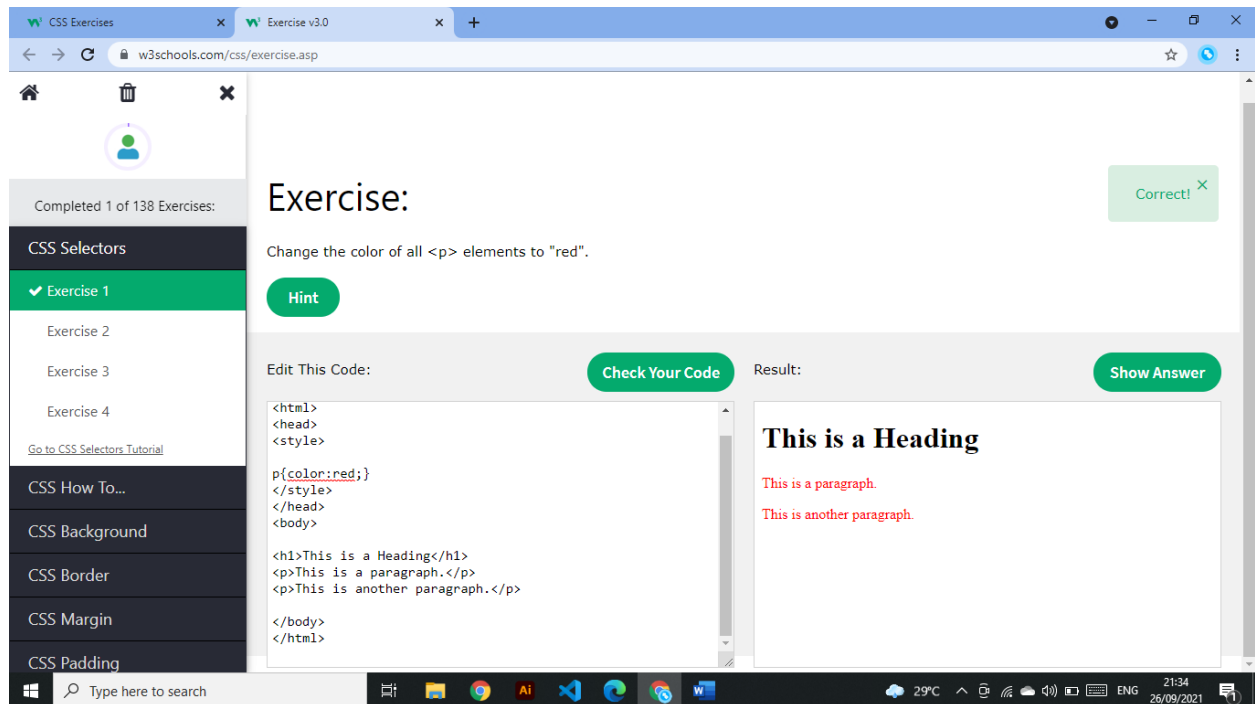 CSS Exercises
Exercise v3.0
w3schools.com/css/exercise.asp
Completed 1 of 138 Exercises:
CSS Selectors
Exercise 1
Exercise 2
Exercise 3
Exercise 4
Go to CSS Selectors Tutorial
CSS How To...
CSS Background
CSS Border
CSS Margin
CSS Padding
Exercise:
Correct!
Change the color of all <p> elements to "red".
Hint
Edit This Code:
Check Your Code
<html>
<head>
<style>
p{color:red;}
</style>
</head>
<body>
<h1>This is a Heading</h1>
<p>This is a paragraph.</p>
<p>This is another paragraph.</p>
</body>
</html>
Result:
Show Answer
This is a Heading
This is a paragraph.
This is another paragraph.
Type here to search
Ai
W
29°C
ENG
21:34
26/09/2021
1